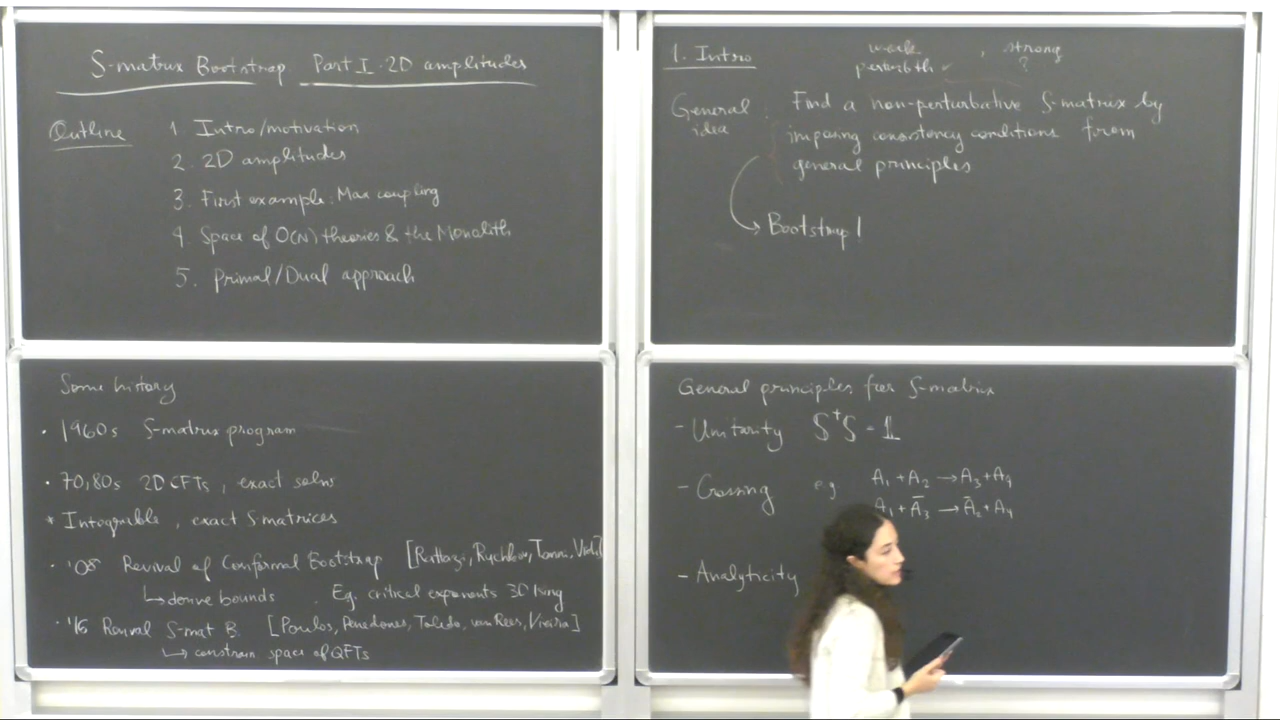 S-matrix Bootstrap Part I. 2D amplitudes
Outline
1. Intro/motivation
2. 2D amplitudes
3. First example: Max coupling
4. Space of O(N) theories & the Monolith
5. Primal/Dual approach
1. Intro
weak , strong
perturbth ✓ ?
General idea : Find a non-perturbative S-matrix by
imposing consistency conditions from
general principles
Bootstrap!
Some history
• 1960s S-matrix program
• 70,80s 2D CFTs, exact solns
* Integrable, exact S matrices
• '08 Revival of Conformal Bootstrap [Rattazzi, Rychkov, Tonni, Vichi]
↳ derive bounds . Eg. critical exponents 3D Ising
• '16 Revival S-mat B. [Paulos, Penedones, Toledo, van Rees, Vieira]
↳ constrain space of QFTs
General principles for S-matrix
- Unitarity S†S = 𝟙
- Crossing eg A₁ + A₂ → A₃ + A₄
A₁ + Ā₃ → Ā₂ + A₄
- Analyticity